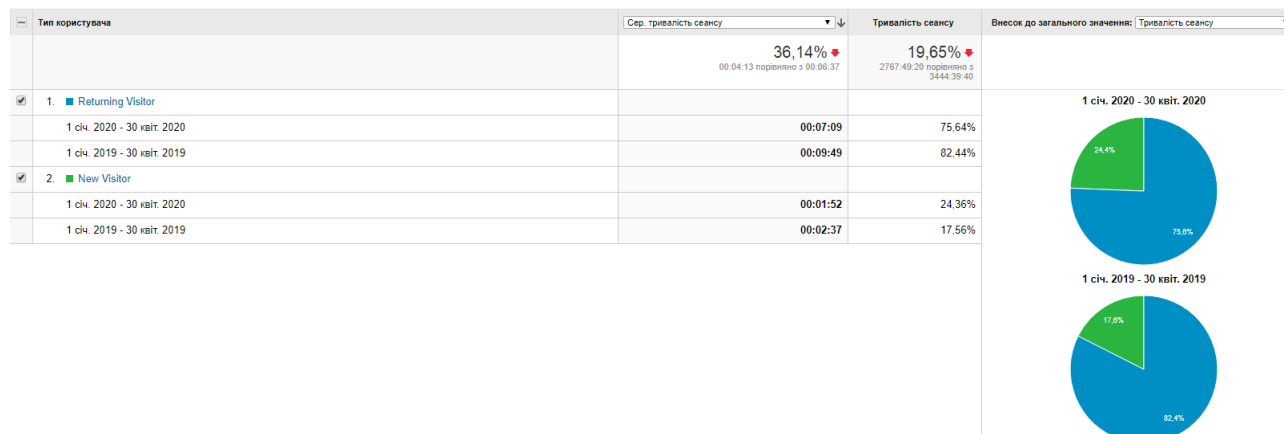 Тип користувача
Сер. тривалість сеансу
Тривалість сеансу
Внесок до загального значення: Тривалість сеансу
36,14%
00:04:13 порівняно з 00:06:37
19,65%
2767:49:20 порівняно з
3444:39:40
1. Returning Visitor
1 січ. 2020 - 30 квіт. 2020 00:07:09 75,64%
1 січ. 2019 - 30 квіт. 2019 00:09:49 82,44%
2. New Visitor
1 січ. 2020 - 30 квіт. 2020 00:01:52 24,36%
1 січ. 2019 - 30 квіт. 2019 00:02:37 17,56%
1 січ. 2020 - 30 квіт. 2020
24,4%
75,6%
1 січ. 2019 - 30 квіт. 2019
17,6%
82,4%